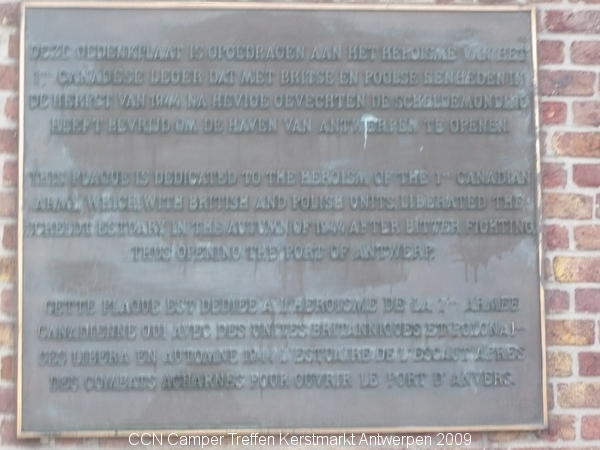 DEZE GEDENKPLAAT IS OPGEDRAGEN AAN HET HEROISME VAN HET
1STE CANADESE LEGER DAT MET BRITSE EN POOLSE EENHEDEN IN
DE HERFST VAN 1944 NA HEVIGE GEVECHTEN DE SCHELDEMONDING
HEEFT BEVRIJD OM DE HAVEN VAN ANTWERPEN TE OPENEN
THIS PLAQUE IS DEDICATED TO THE HEROISM OF THE 1ST CANADIAN
ARMY WHICH, WITH BRITISH AND POLISH UNITS, LIBERATED THE
SCHELDT ESTUARY IN THE AUTUMN OF 1944 AFTER BITTER FIGHTING
THUS OPENING THE PORT OF ANTWERP.
CETTE PLAQUE EST DEDIEE A L'HEROISME DE LA ARMEE
CANADIENNE QUI AVEC DES UNITES BRITANNIQUES ET POLONAI-
SES LIBERA EN AUTOMNE 1944 L'ESTUAIRE DE L'ESCAUT APRES
DES COMBATS ACHARNES POUR OUVRIR LE PORT D'ANVERS.
CCN Camper Treffen Kerstmarkt Antwerpen 2009